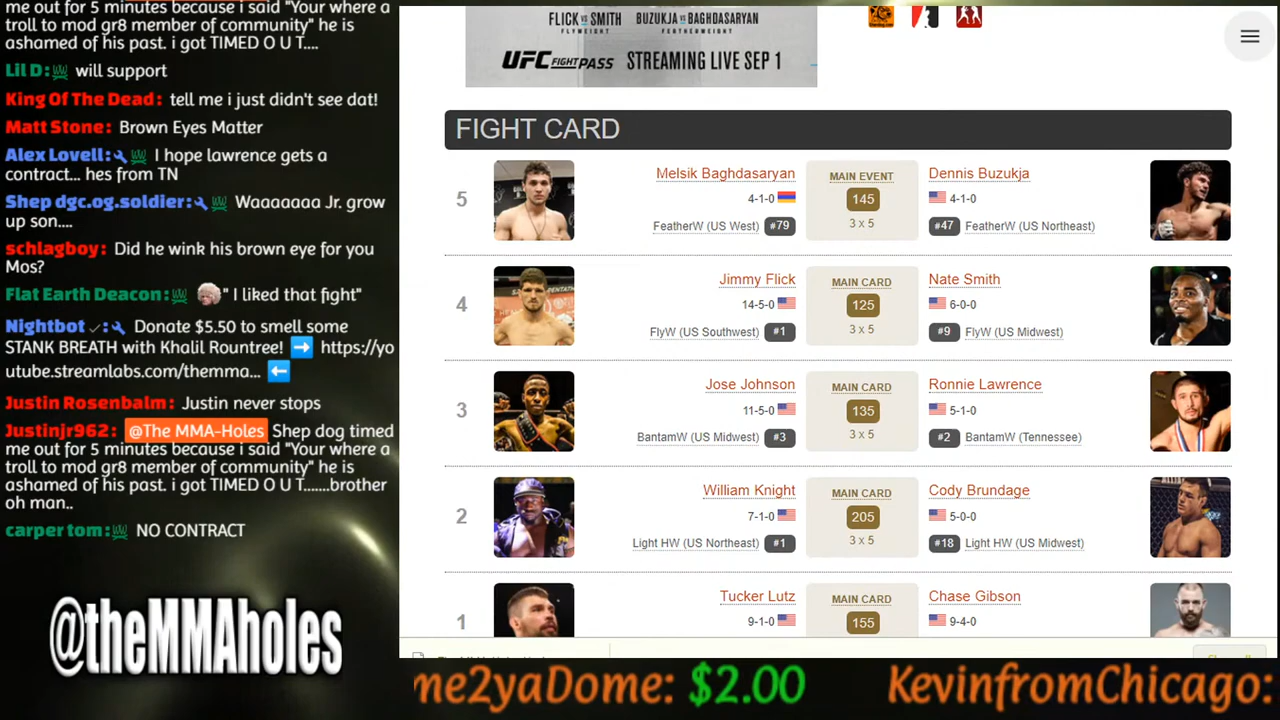 me out for 5 minutes because i said "Your where a
troll to mod gr8 member of community" he is
ashamed of his past. i got TIMED O U T....
Lil D: will support
King Of The Dead: tell me i just didn't see dat!
Matt Stone: Brown Eyes Matter
Alex Lovell: I hope lawrence gets a
contract... hes from TN
Shep dgc.og.soldier: Waaaaaaa Jr. grow
up son....
schlagboy: Did he wink his brown eye for you
Mos?
Flat Earth Deacon: " I liked that fight"
Nightbot ✓: Donate $5.50 to smell some
STANK BREATH with Khalil Rountree! ➡ https://yo
utube.streamlabs.com/themma... ⬅
Justin Rosenbalm: Justin never stops
Justinjr962: @The MMA-Holes Shep dog timed
me out for 5 minutes because i said "Your where a
troll to mod gr8 member of community" he is
ashamed of his past. i got TIMED O U T.......brother
oh man..
carper tom: NO CONTRACT
@theMMAholes
FLICK VS SMITH BUZUKJA VS BAGHDASARYAN
FLYWEIGHT FEATHERWEIGHT
UFC FIGHT PASS STREAMING LIVE SEP 1
FIGHT CARD
5 Melsik Baghdasaryan MAIN EVENT Dennis Buzukja
4-1-0 145 4-1-0
FeatherW (US West) #79 3 x 5 #47 FeatherW (US Northeast)
4 Jimmy Flick MAIN CARD Nate Smith
14-5-0 125 6-0-0
FlyW (US Southwest) #1 3 x 5 #9 FlyW (US Midwest)
3 Jose Johnson MAIN CARD Ronnie Lawrence
11-5-0 135 5-1-0
BantamW (US Midwest) #3 3 x 5 #2 BantamW (Tennessee)
2 William Knight MAIN CARD Cody Brundage
7-1-0 205 5-0-0
Light HW (US Northeast) #1 3 x 5 #18 Light HW (US Midwest)
1 Tucker Lutz MAIN CARD Chase Gibson
9-1-0 155 9-4-0
me2yaDome: $2.00 KevinfromChicago: